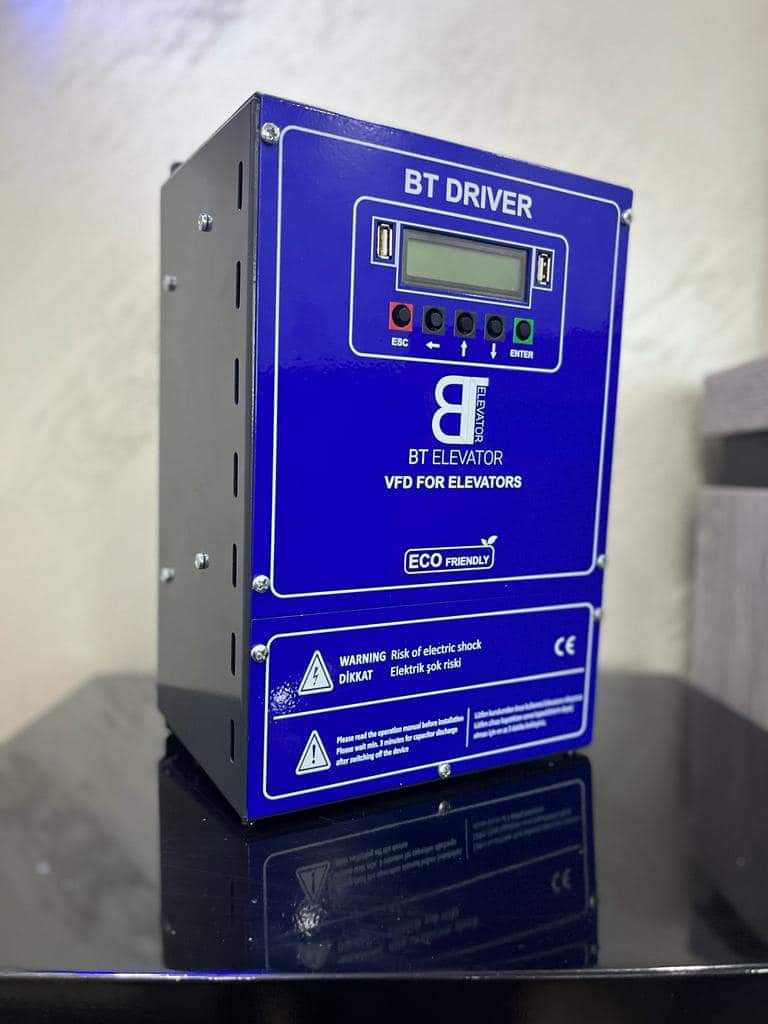 BT DRIVER
ESC
ENTER
BT
ELEVATOR
BT ELEVATOR
VFD FOR ELEVATORS
ECO FRIENDLY
WARNING Risk of electric shock
DİKKAT Elektrik şok riski
CE
Please read the operation manual before installation
Please wait min. 3 minutes for capacitor discharge
after switching off the device